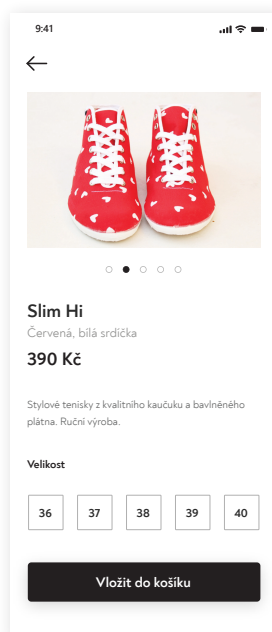 9:41
Slim Hi
Červená, bílá srdíčka
390 Kč
Stylové tenisky z kvalitního kaučuku a bavlněného
plátna. Ruční výroba.
Velikost
36 37 38 39 40
Vložit do košíku